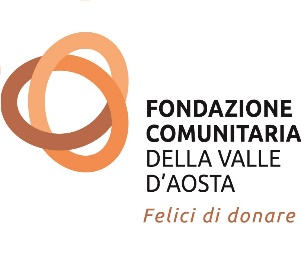 FONDAZIONE
COMUNITARIA
DELLA VALLE
D'AOSTA
Felici di donare